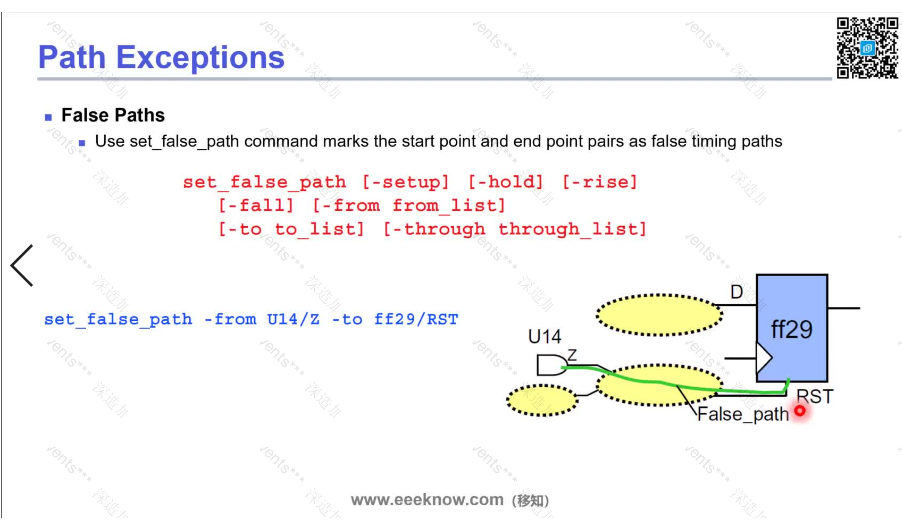 Path Exceptions
False Paths
Use set_false_path command marks the start point and end point pairs as false timing paths
set_false_path [-setup] [-hold] [-rise]
[-fall] [-from from_list]
[-to to_list] [-through through_list]
set_false_path -from U14/Z -to ff29/RST
D
ff29
U14
Z
RST
False_path
www.eeeknow.com (移知)